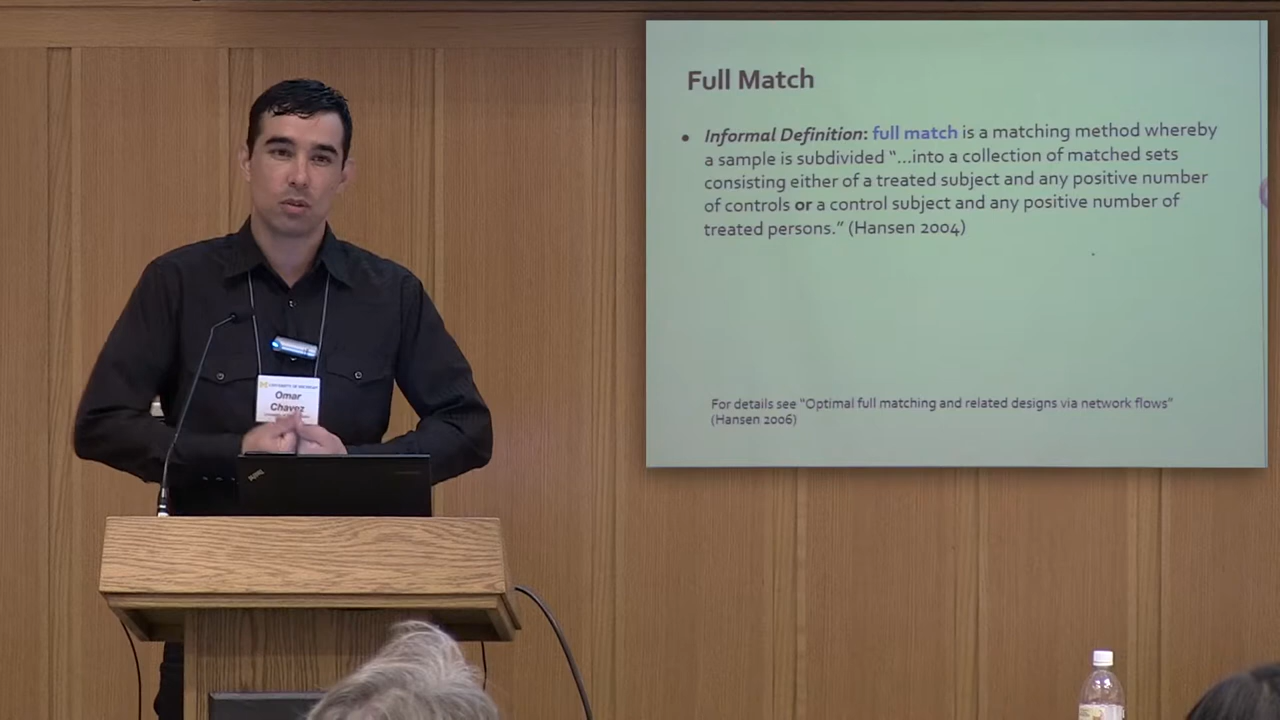 Full Match
• Informal Definition: full match is a matching method whereby
a sample is subdivided “...into a collection of matched sets
consisting either of a treated subject and any positive number
of controls or a control subject and any positive number of
treated persons.” (Hansen 2004)
For details see “Optimal full matching and related designs via network flows”
(Hansen 2006)
UNIVERSITY OF MICHIGAN
Omar
Chavez